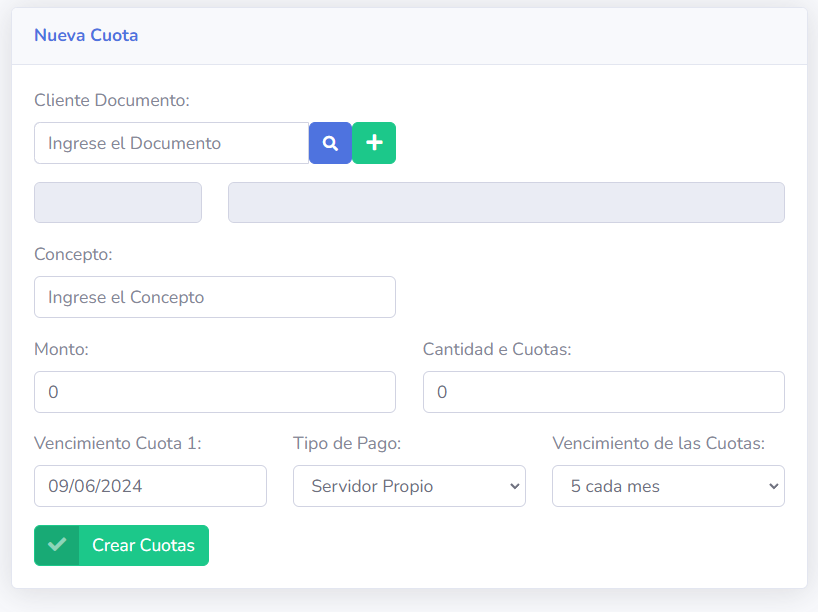 Nueva Cuota
Cliente Documento:
Ingrese el Documento
Concepto:
Ingrese el Concepto
Monto:
Cantidad e Cuotas:
0
0
Vencimiento Cuota 1:
Tipo de Pago:
Vencimiento de las Cuotas:
09/06/2024
Servidor Propio
5 cada mes
Crear Cuotas